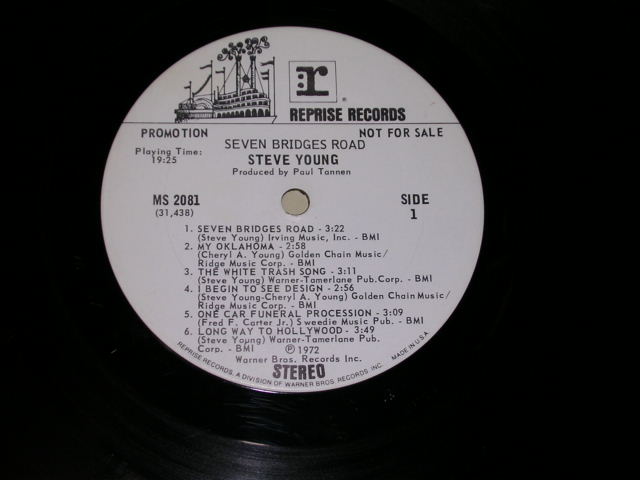 r
REPRISE RECORDS
PROMOTION
NOT FOR SALE
SEVEN BRIDGES ROAD
Playing Time:
19:25
STEVE YOUNG
Produced by Paul Tannen
MS 2081
(31,438)
SIDE
1
1. SEVEN BRIDGES ROAD - 3:22
(Steve Young) Irving Music, Inc. - BMI
2. MY OKLAHOMA - 2:58
(Cheryl A. Young) Golden Chain Music/
Ridge Music Corp. - BMI
3. THE WHITE TRASH SONG - 3:11
(Steve Young) Warner-Tamerlane Pub.Corp. - BMI
4. I BEGIN TO SEE DESIGN - 2:56
(Steve Young-Cheryl A. Young) Golden Chain Music/
Ridge Music Corp. - BMI
5. ONE CAR FUNERAL PROCESSION - 3:09
(Fred F. Carter Jr.) Sweedie Music Pub. - BMI
6. LONG WAY TO HOLLYWOOD - 3:49
(Steve Young) Warner-Tamerlane Pub.
Corp. - BMI
℗ 1972
Warner Bros. Records Inc.
STEREO
REPRISE RECORDS, A DIVISION OF WARNER BROS. RECORDS INC.
MADE IN U.S.A.